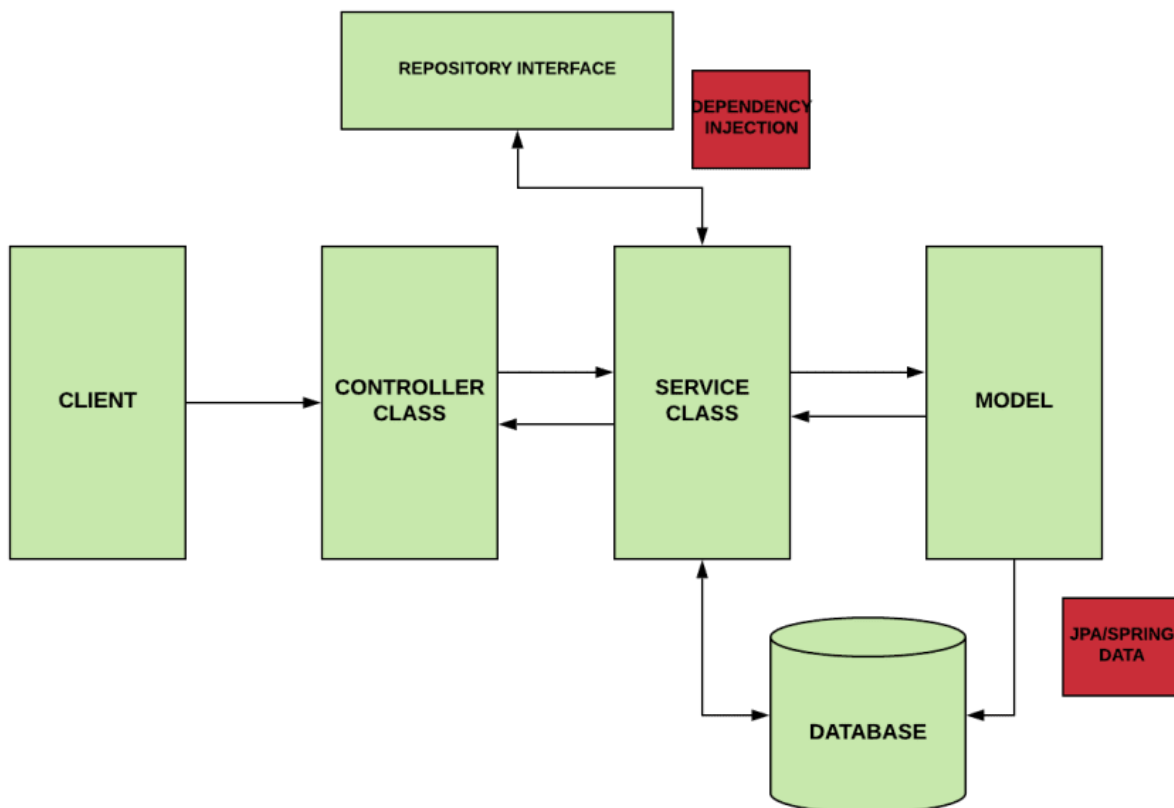 REPOSITORY INTERFACE
DEPENDENCY
INJECTION
CLIENT
CONTROLLER
CLASS
SERVICE
CLASS
MODEL
JPA/SPRING
DATA
DATABASE